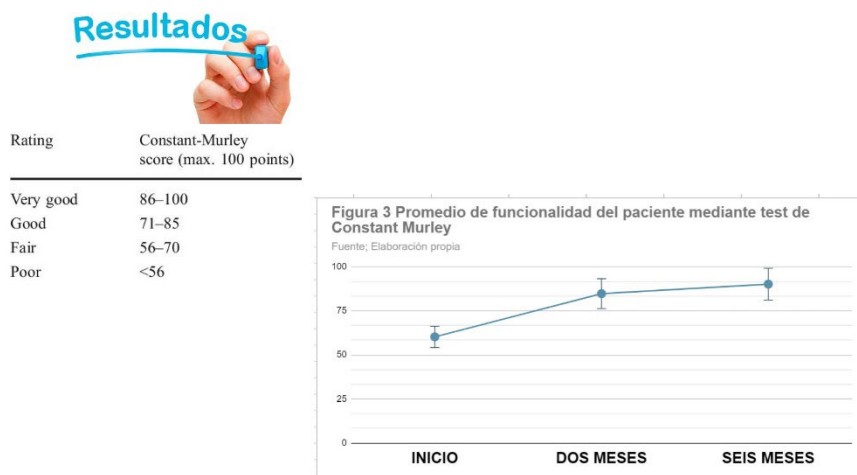 Resultados
Rating Constant-Murley
score (max. 100 points)
Very good 86–100
Good 71–85
Fair 56–70
Poor <56
Figura 3 Promedio de funcionalidad del paciente mediante test de
Constant Murley
Fuente; Elaboración propia
100
75
50
25
0
INICIO DOS MESES SEIS MESES